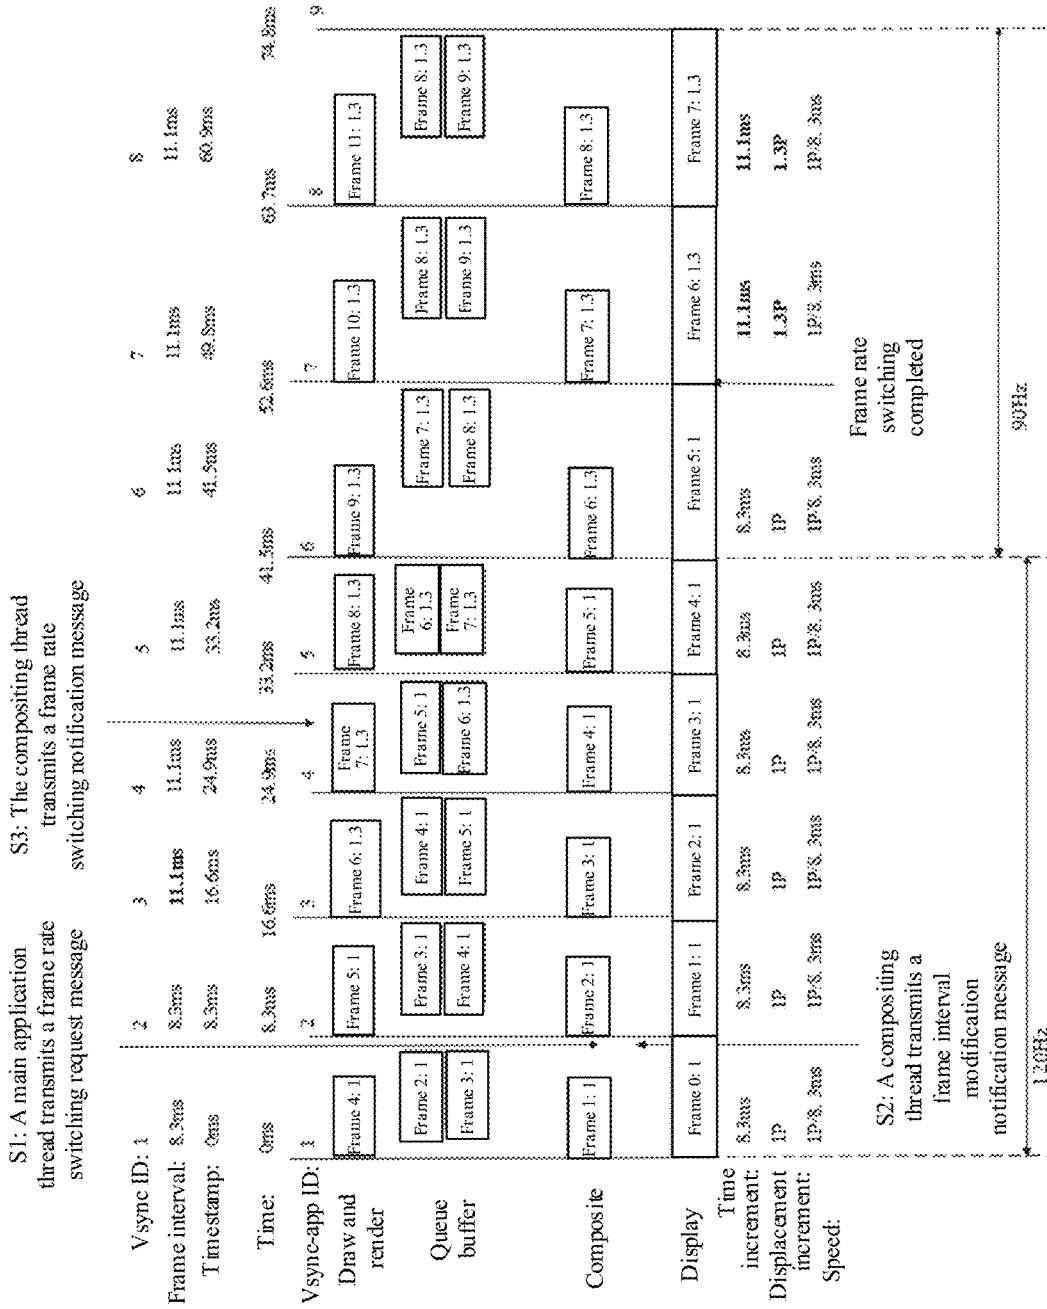 S1: A main application
thread transmits a frame rate
switching request message
S3: The compositing thread
transmits a frame rate
switching notification message
Vsync ID: 1 2 3 4 5 6 7 8
Frame interval: 8.3ms 8.3ms 11.1ms 11.1ms 11.1ms 11.1ms 11.1ms 11.1ms
Timestamp: 0ms 8.3ms 16.6ms 24.9ms 33.2ms 41.5ms 49.8ms 60.9ms
Time: 0ms 8.3ms 16.6ms 24.9ms 33.2ms 41.5ms 52.6ms 63.7ms 74.8ms
Vsync-app ID: 1 2 3 4 5 6 7 8 9
Draw and
render
Frame 4: 1 Frame 5: 1 Frame 6: 1.3 Frame
7: 1.3 Frame 8: 1.3 Frame 9: 1.3 Frame 10: 1.3 Frame 11: 1.3
Queue
buffer
Frame 2: 1 Frame 3: 1 Frame 4: 1 Frame 5: 1 Frame
6: 1.3 Frame 7: 1.3 Frame 8: 1.3 Frame 8: 1.3
Frame 3: 1 Frame 4: 1 Frame 5: 1 Frame 6: 1.3 Frame
7: 1.3 Frame 8: 1.3 Frame 9: 1.3 Frame 9: 1.3
Composite Frame 1: 1 Frame 2: 1 Frame 3: 1 Frame 4: 1 Frame 5: 1 Frame 6: 1.3 Frame 7: 1.3 Frame 8: 1.3
Display Frame 0: 1 Frame 1: 1 Frame 2: 1 Frame 3: 1 Frame 4: 1 Frame 5: 1 Frame 6: 1.3 Frame 7: 1.3
Time
increment: 8.3ms 8.3ms 8.3ms 8.3ms 8.3ms 8.3ms 11.1ms 11.1ms
Displacement
increment: 1P 1P 1P 1P 1P 1P 1.3P 1.3P
Speed: 1P/8. 3ms 1P/8. 3ms 1P/8. 3ms 1P/8. 3ms 1P/8. 3ms 1P/8. 3ms 1P/8. 3ms 1P/8. 3ms
S2: A compositing
thread transmits a
frame interval
modification
notification message
Frame rate
switching
completed
120Hz 90Hz